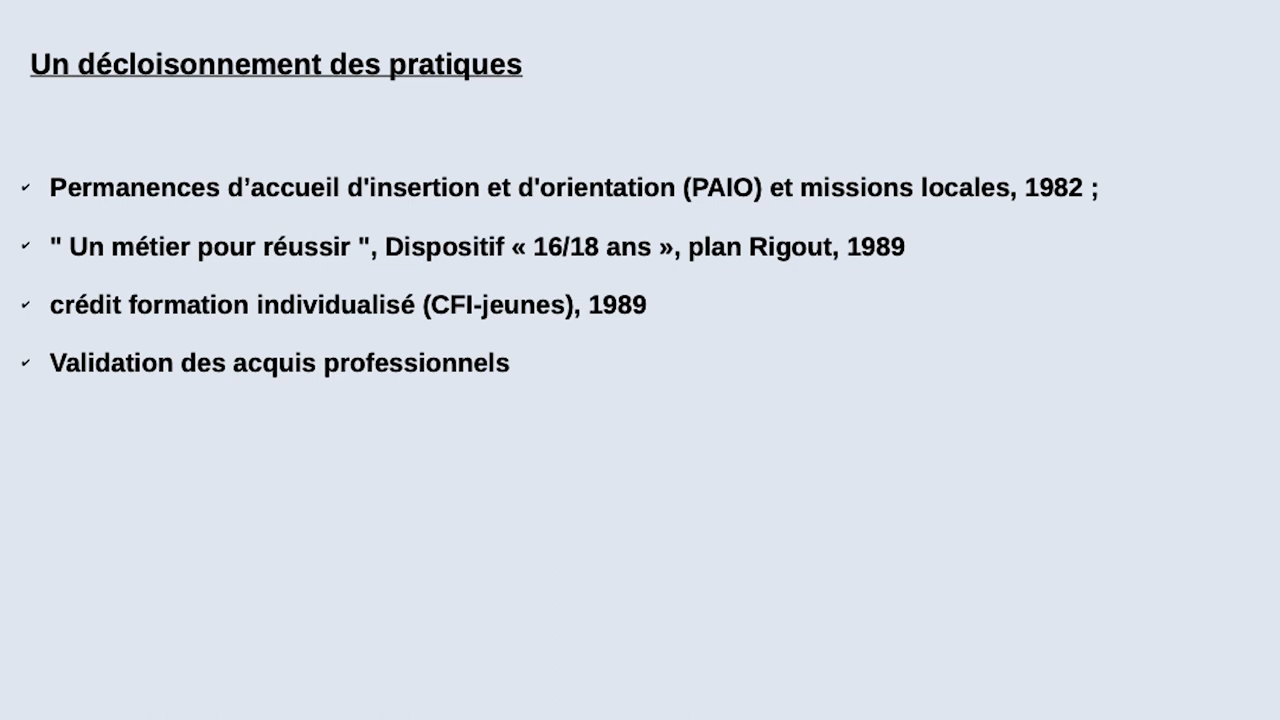 Un décloisonnement des pratiques
✔ Permanences d’accueil d'insertion et d'orientation (PAIO) et missions locales, 1982 ;
✔ " Un métier pour réussir ", Dispositif « 16/18 ans », plan Rigout, 1989
✔ crédit formation individualisé (CFI-jeunes), 1989
✔ Validation des acquis professionnels